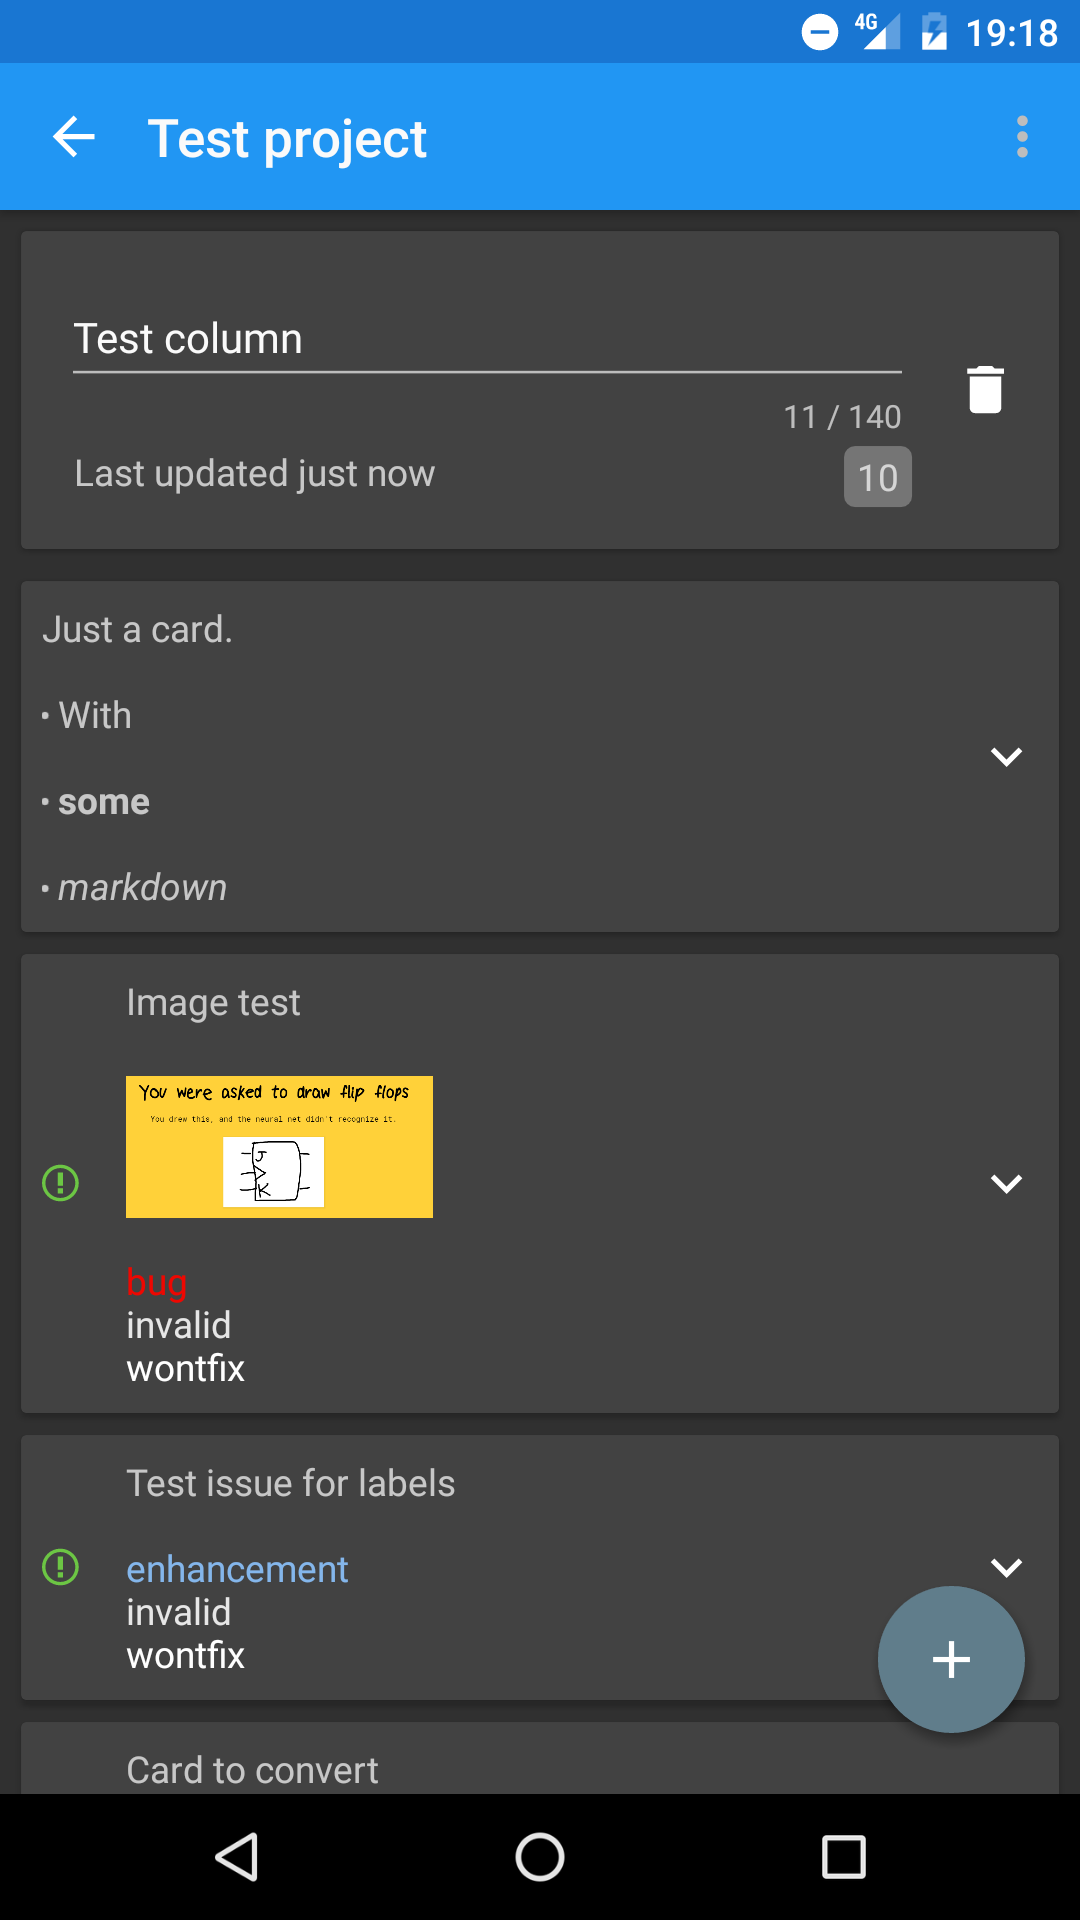 4G 19:18
Test project
Test column
11 / 140
Last updated just now
10
Just a card.
• With
• some
• markdown
Image test
You were asked to draw flip flops
You drew this, and the neural net didn't recognize it.
J
K
bug
invalid
wontfix
Test issue for labels
enhancement
invalid
wontfix
Card to convert